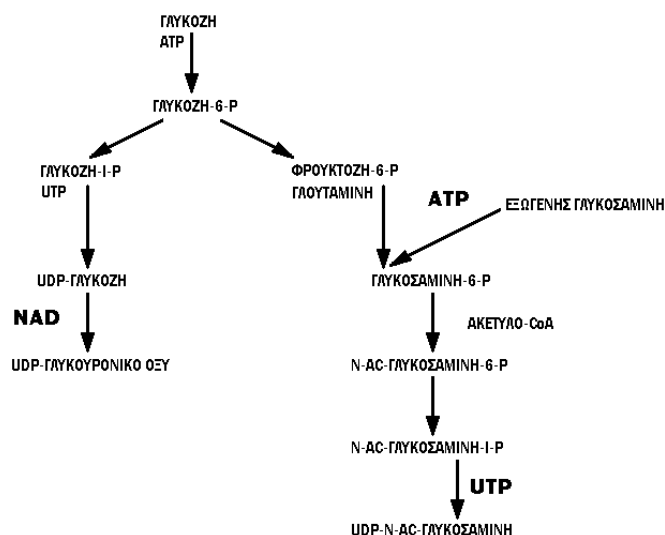 ΓΛΥΚΟΖΗ
ATP
ΓΛΥΚΟΖΗ-6-P
ΓΛΥΚΟΖΗ-1-P
UTP
ΦΡΟΥΚΤΟΖΗ-6-P
ΓΛΟΥΤΑΜΙΝΗ
ATP
ΕΞΩΓΕΝΗΣ ΓΛΥΚΟΣΑΜΙΝΗ
UDP-ΓΛΥΚΟΖΗ
ΓΛΥΚΟΣΑΜΙΝΗ-6-P
NAD
ΑΚΕΤΥΛΟ-CoA
UDP-ΓΛΥΚΟΥΡΟΝΙΚΟ ΟΞΥ
N-AC-ΓΛΥΚΟΣΑΜΙΝΗ-6-P
N-AC-ΓΛΥΚΟΣΑΜΙΝΗ-1-P
UTP
UDP-N-AC-ΓΛΥΚΟΣΑΜΙΝΗ